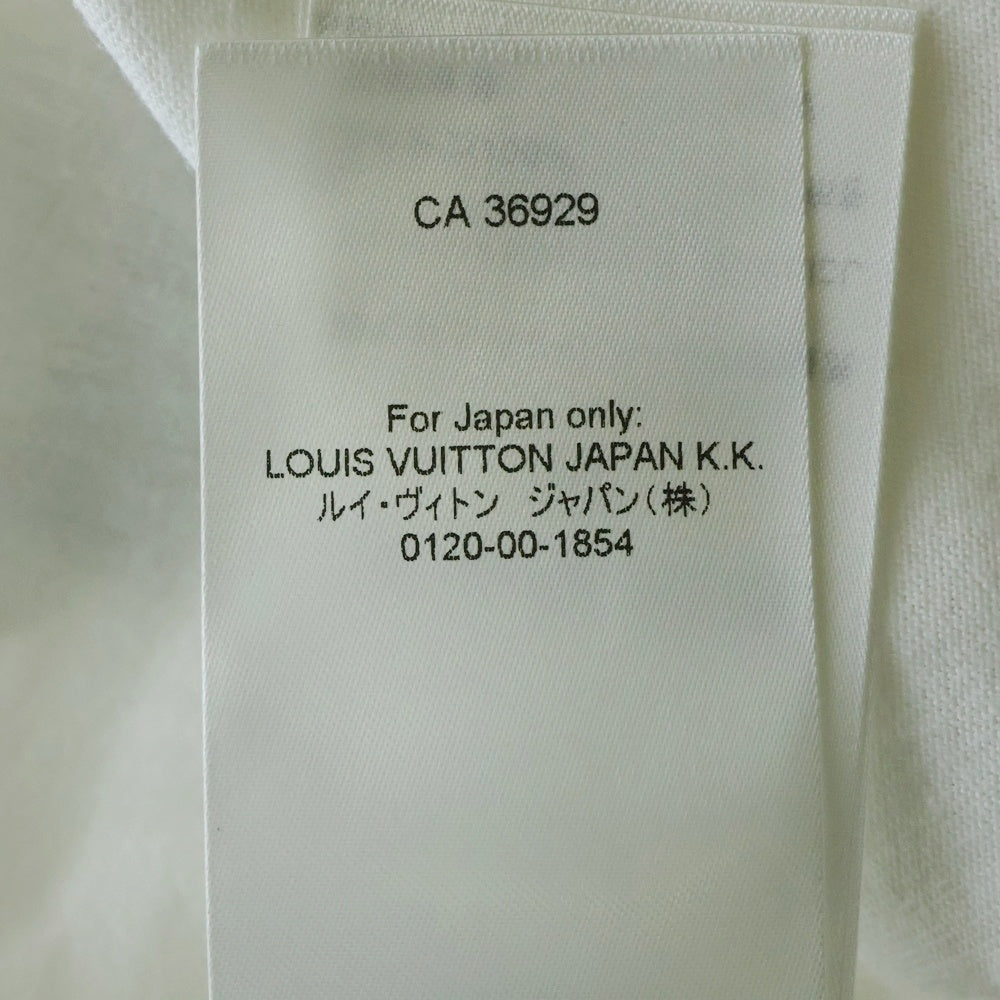 CA 36929
For Japan only:
LOUIS VUITTON JAPAN K.K.
ルイ・ヴィトン　ジャパン(株)
0120-00-1854